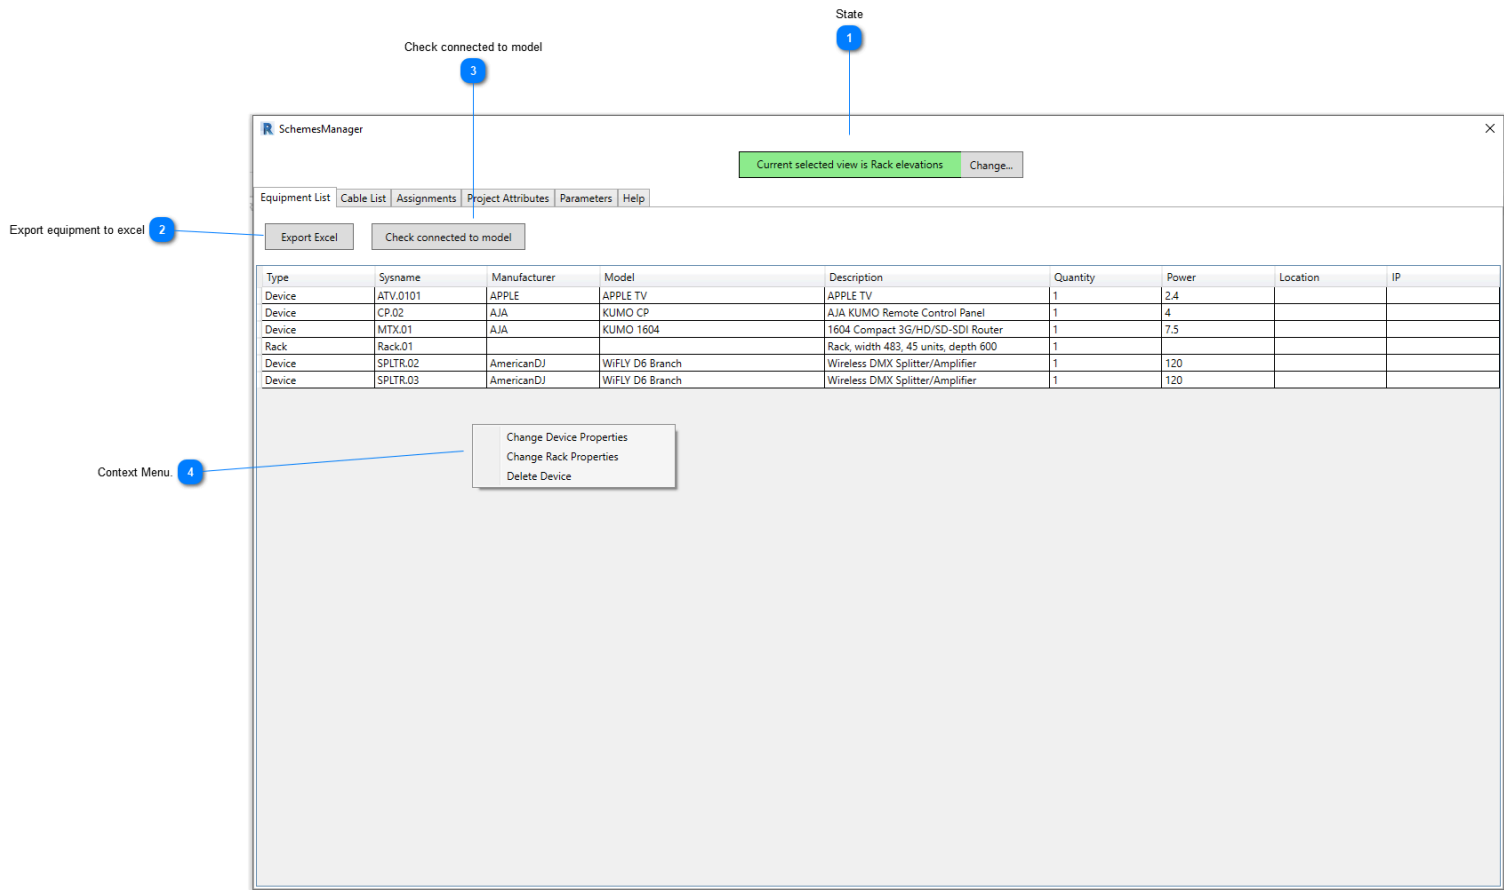 State
1
Check connected to model
3
SchemesManager
Current selected view is Rack elevations Change...
Equipment List Cable List Assignments Project Attributes Parameters Help
Export equipment to excel 2
Export Excel Check connected to model
Type Sysname Manufacturer Model Description Quantity Power Location IP
Device ATV.0101 APPLE APPLE TV APPLE TV 1 2.4
Device CP.02 AJA KUMO CP AJA KUMO Remote Control Panel 1 4
Device MTX.01 AJA KUMO 1604 1604 Compact 3G/HD/SD-SDI Router 1 7.5
Rack Rack.01 Rack, width 483, 45 units, depth 600 1
Device SPLTR.02 AmericanDJ WiFLY D6 Branch Wireless DMX Splitter/Amplifier 1 120
Device SPLTR.03 AmericanDJ WiFLY D6 Branch Wireless DMX Splitter/Amplifier 1 120
Change Device Properties
Change Rack Properties
Context Menu. 4
Delete Device